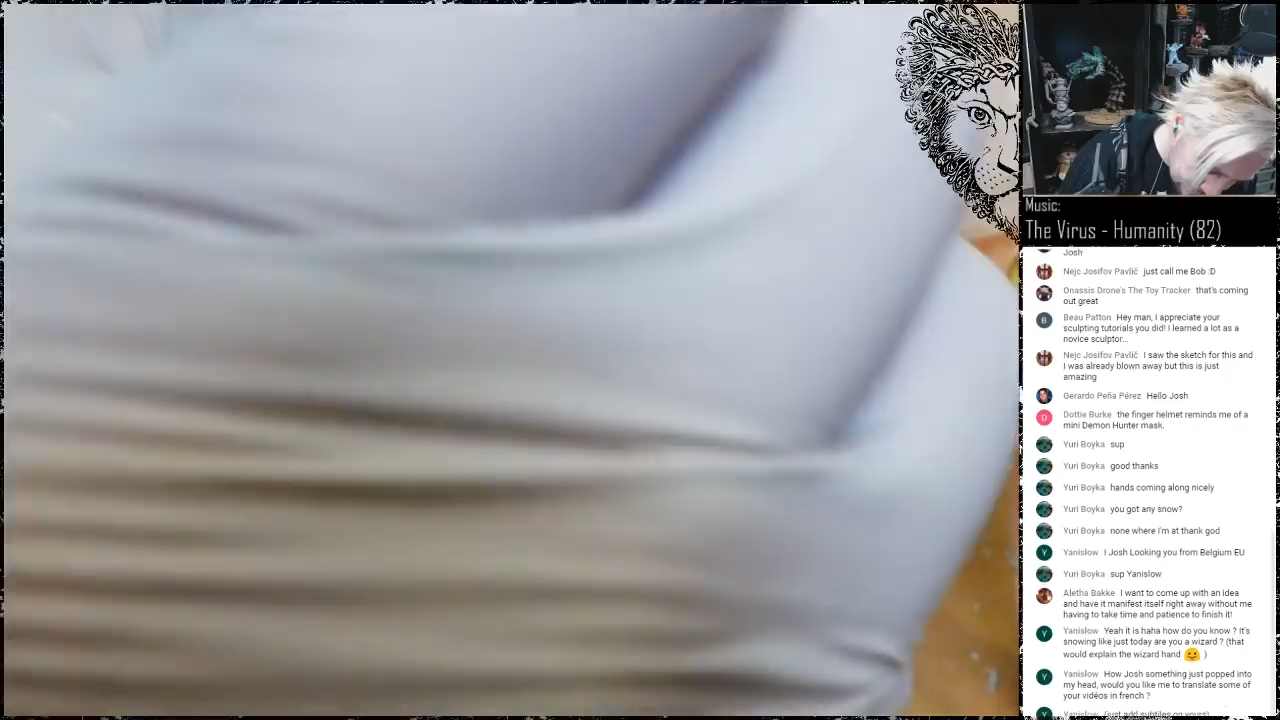 Music:
The Virus - Humanity (82)
Josh
Nejc Josifov Pavlič just call me Bob :D
Onassis Drone's The Toy Tracker that's coming
out great
B
Beau Patton Hey man, I appreciate your
sculpting tutorials you did! I learned a lot as a
novice sculptor...
Nejc Josifov Pavlič I saw the sketch for this and
I was already blown away but this is just
amazing
Gerardo Peña Pérez Hello Josh
D
Dottie Burke the finger helmet reminds me of a
mini Demon Hunter mask.
Yuri Boyka sup
Yuri Boyka good thanks
Yuri Boyka hands coming along nicely
Yuri Boyka you got any snow?
Yuri Boyka none where I'm at thank god
Y
Yanislow I Josh Looking you from Belgium EU
Yuri Boyka sup Yanislow
Aletha Bakke I want to come up with an idea
and have it manifest itself right away without me
having to take time and patience to finish it!
Y
Yanislow Yeah it is haha how do you know ? It's
snowing like just today are you a wizard ? (that
would explain the wizard hand 🤗 )
Y
Yanislow How Josh something just popped into
my head, would you like me to translate some of
your vidéos in french ?
Yanislow (just add subtiles on yours)